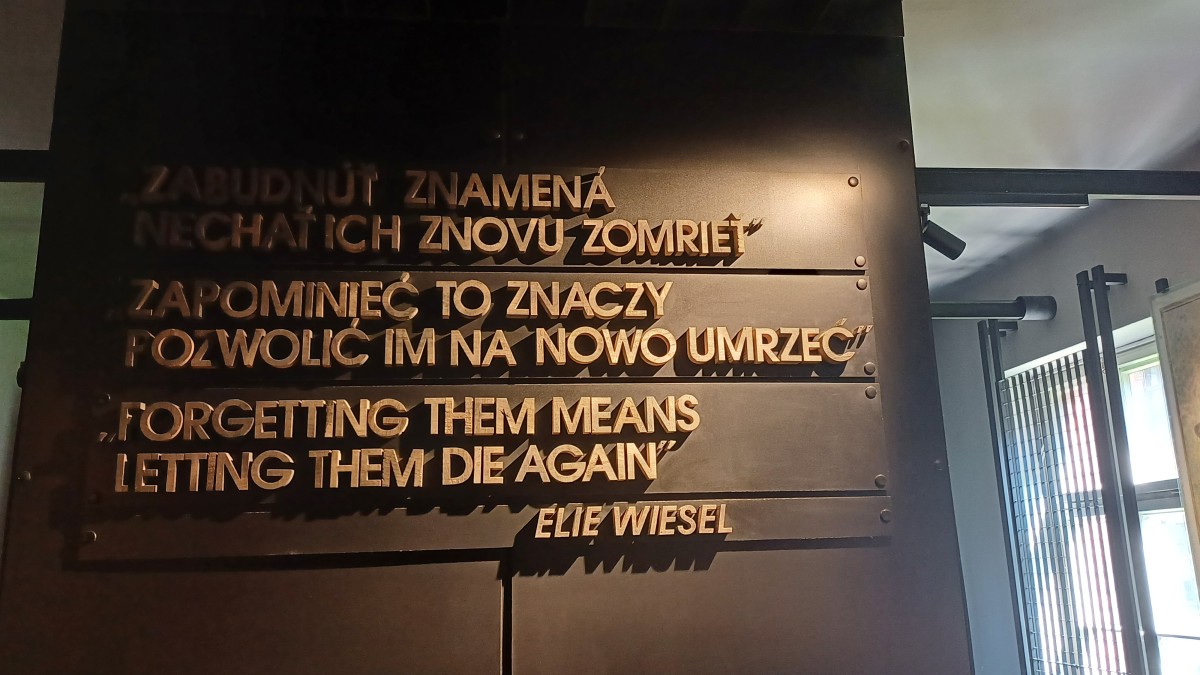 „ZABUDNÚŤ ZNAMENÁ
NECHAŤ ICH ZNOVU ZOMRIEŤ“
„ZAPOMINIEĆ TO ZNACZY
POZWOLIĆ IM NA NOWO UMRZEĆ”
„FORGETTING THEM MEANS
LETTING THEM DIE AGAIN”
ELIE WIESEL